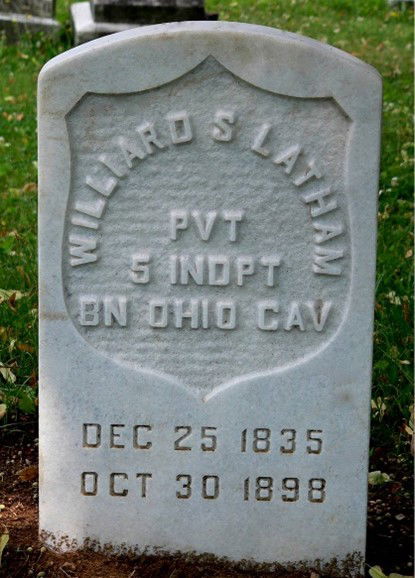 WILLIARD S LATHAM
PVT
5 INDPT
BN OHIO CAV
DEC 25 1835
OCT 30 1898